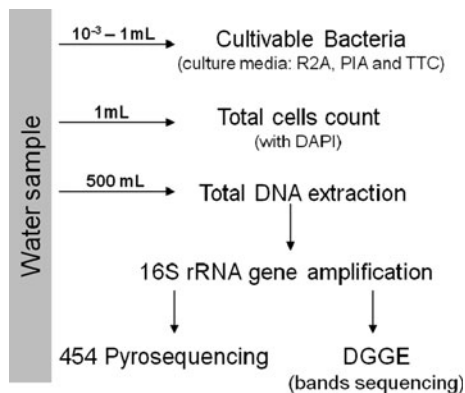 Water sample
10⁻³ – 1mL
Cultivable Bacteria
(culture media: R2A, PIA and TTC)
1mL
Total cells count
(with DAPI)
500 mL
Total DNA extraction
16S rRNA gene amplification
454 Pyrosequencing
DGGE
(bands sequencing)